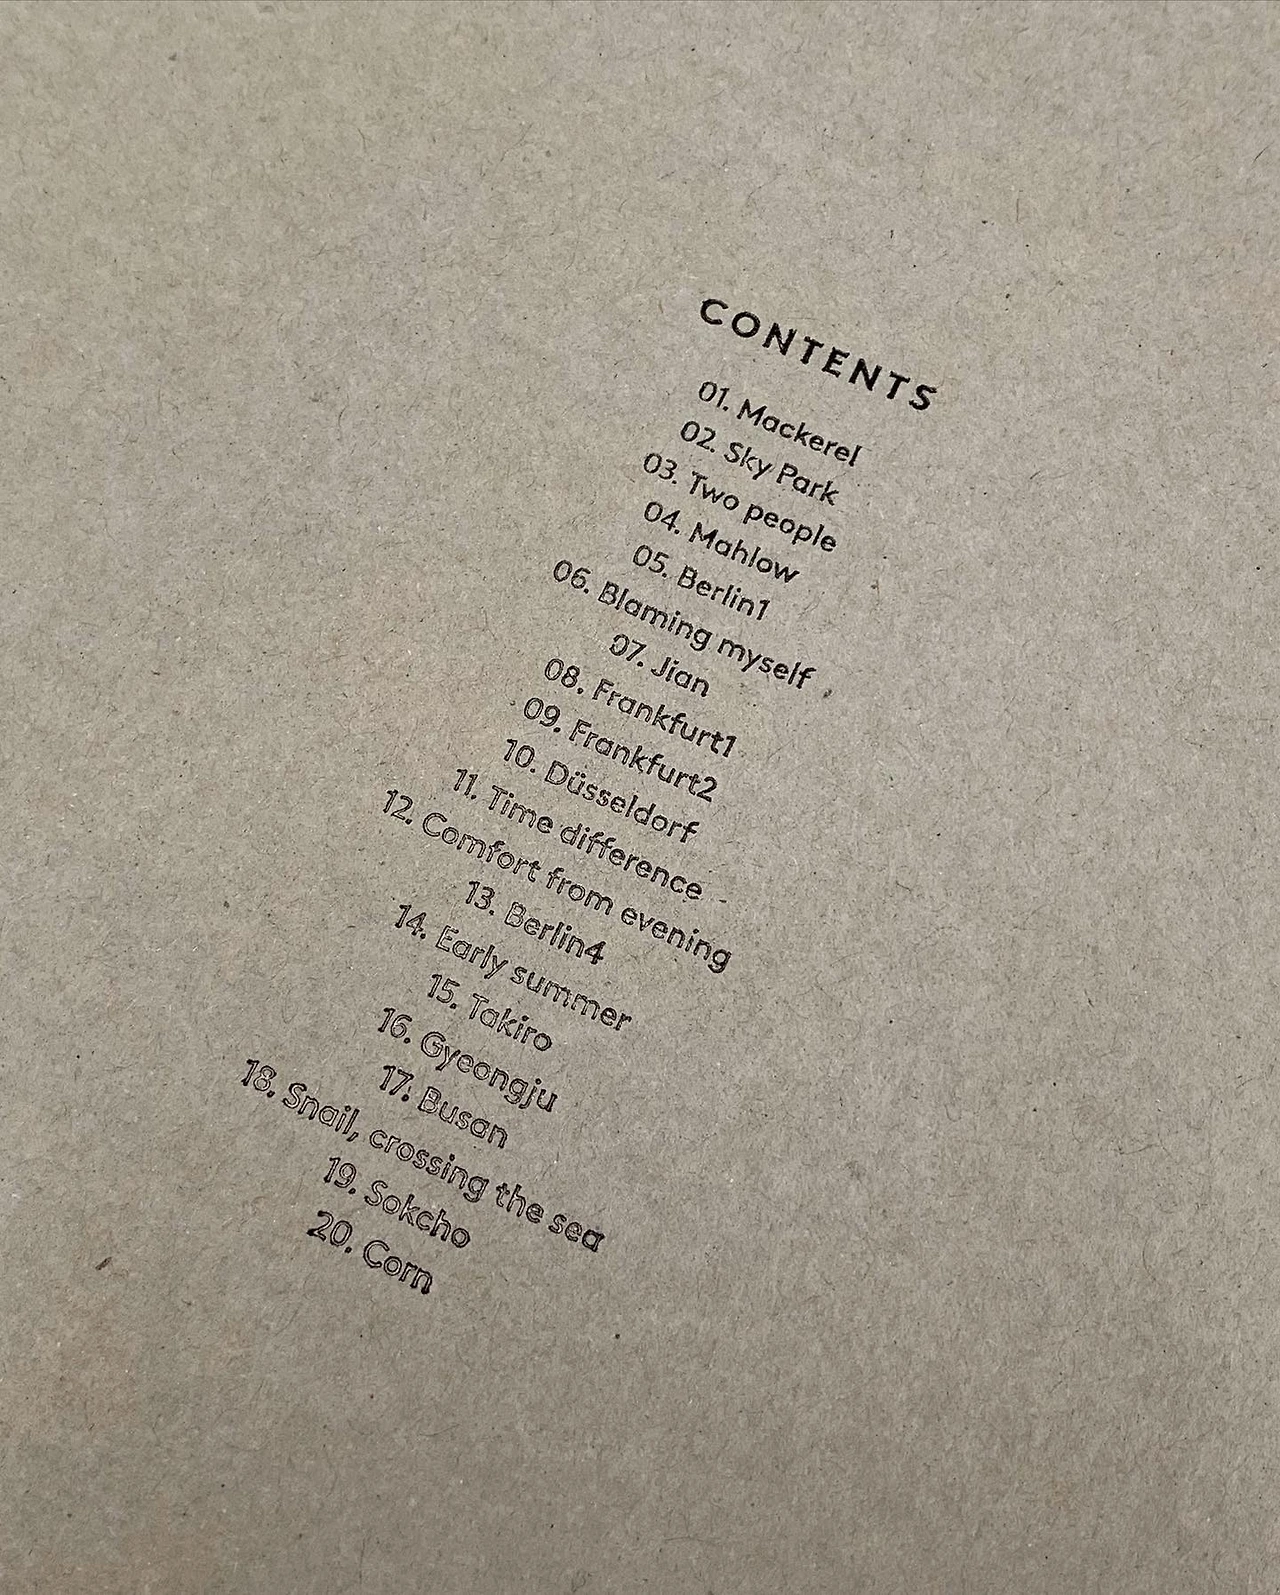 CONTENTS
01. Mackerel
02. Sky Park
03. Two people
04. Mahlow
05. Berlin1
06. Blaming myself
07. Jian
08. Frankfurt1
09. Frankfurt2
10. Düsseldorf
11. Time difference
12. Comfort from evening
13. Berlin4
14. Early summer
15. Takiro
16. Gyeongju
17. Busan
18. Snail, crossing the sea
19. Sokcho
20. Corn